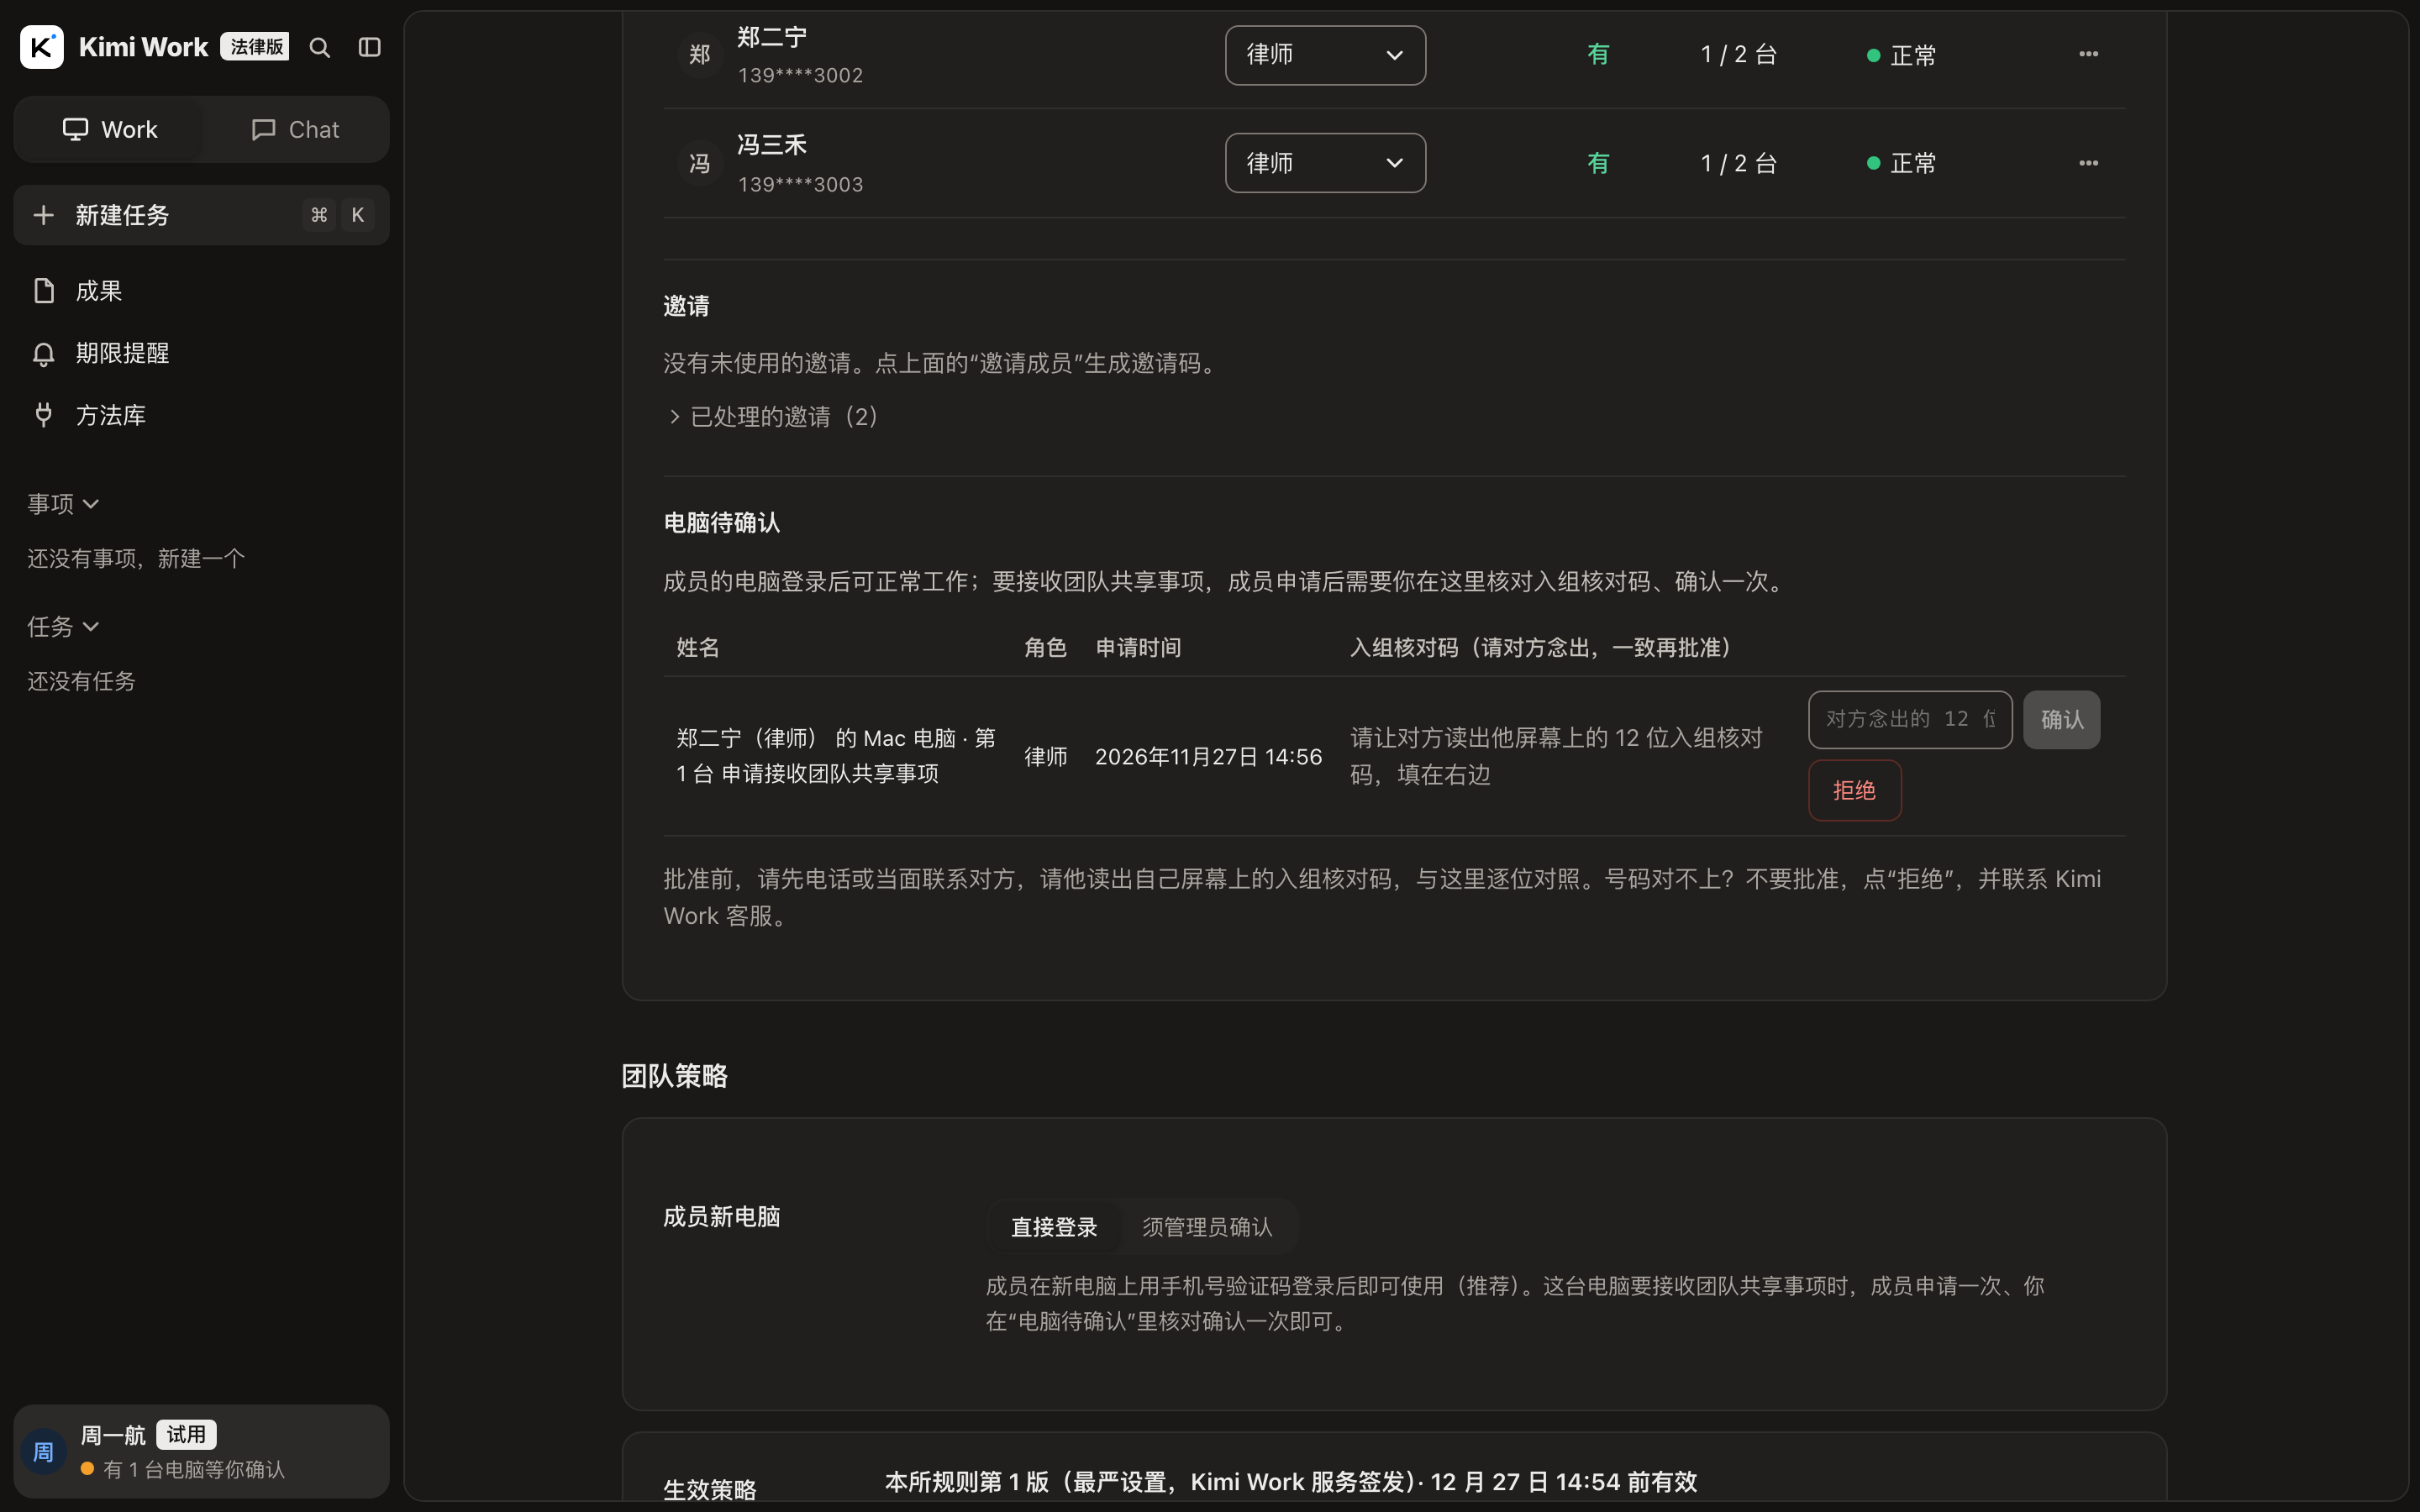 Kimi Work 法律版
Work
Chat
新建任务 ⌘ K
成果
期限提醒
方法库
事项
还没有事项，新建一个
任务
还没有任务
周 周一航 试用
有 1 台电脑等你确认
郑 郑二宁
139****3002
律师 有 1 / 2 台 正常
冯 冯三禾
139****3003
律师 有 1 / 2 台 正常
邀请
没有未使用的邀请。点上面的“邀请成员”生成邀请码。
已处理的邀请（2）
电脑待确认
成员的电脑登录后可正常工作；要接收团队共享事项，成员申请后需要你在这里核对入组核对码、确认一次。
姓名 角色 申请时间 入组核对码（请对方念出，一致再批准）
郑二宁（律师） 的 Mac 电脑 · 第
1 台 申请接收团队共享事项
律师
2026年11月27日 14:56
请让对方读出他屏幕上的 12 位入组核对
码，填在右边
对方念出的 12
确认
拒绝
批准前，请先电话或当面联系对方，请他读出自己屏幕上的入组核对码，与这里逐位对照。号码对不上？不要批准，点“拒绝”，并联系 Kimi
Work 客服。
团队策略
成员新电脑
直接登录 须管理员确认
成员在新电脑上用手机号验证码登录后即可使用（推荐）。这台电脑要接收团队共享事项时，成员申请一次、你
在“电脑待确认”里核对确认一次即可。
生效策略
本所规则第 1 版（最严设置，Kimi Work 服务签发）· 12 月 27 日 14:54 前有效